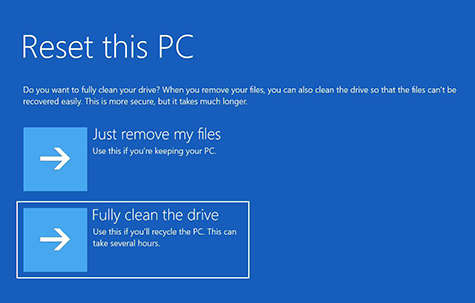 Reset this PC
Do you want to fully clean your drive? When you remove your files, you can also clean the drive so that the files can't be
recovered easily. This is more secure, but it takes much longer.
Just remove my files
Use this if you're keeping your PC.
Fully clean the drive
Use this if you'll recycle the PC. This can
take several hours.